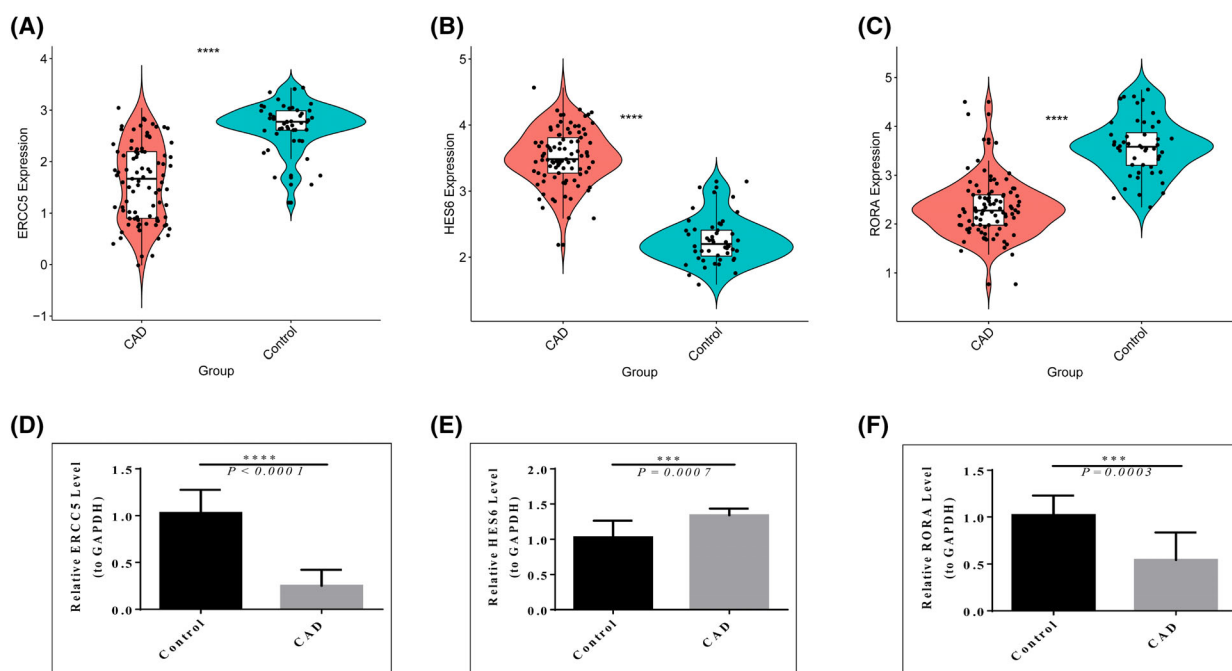 (A)
ERCC5 Expression
4
3
2
1
0
−1
****
CAD
Control
Group
(B)
HES6 Expression
5
4
3
2
****
CAD
Control
Group
(C)
RORA Expression
5
4
3
2
1
****
CAD
Control
Group
(D)
Relative ERCC5 Level
(to GAPDH)
1.5
1.0
0.5
0.0
****
P < 0.0001
Control
CAD
(E)
Relative HES6 Level
(to GAPDH)
2.0
1.5
1.0
0.5
0.0
***
P = 0.0007
Control
CAD
(F)
Relative RORA Level
(to GAPDH)
1.5
1.0
0.5
0.0
***
P=0.0003
Control
CAD